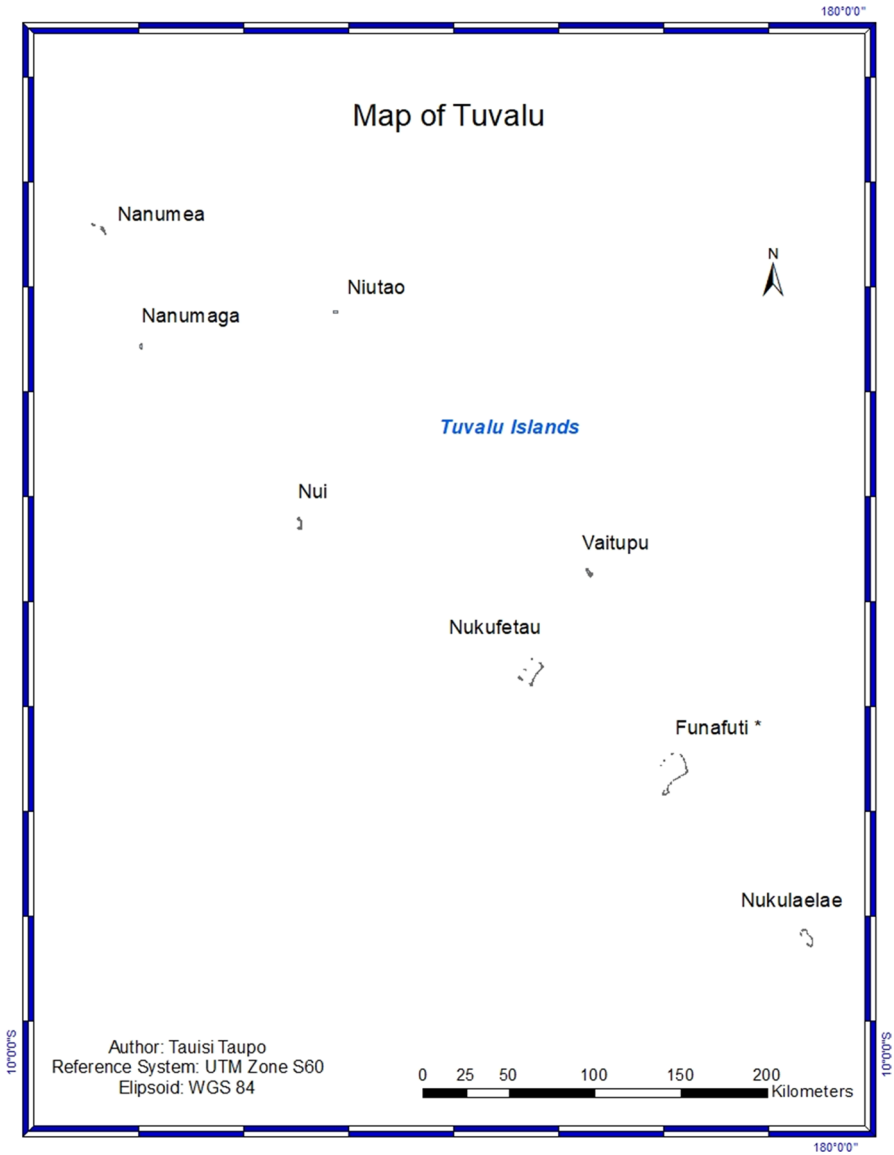 180°0'0"
Map of Tuvalu
Nanumea
N
Niutao
Nanumaga
Tuvalu Islands
Nui
Vaitupu
Nukufetau
Funafuti *
Nukulaelae
10°0'0"S
10°0'0"S
Author: Tauisi Taupo
Reference System: UTM Zone S60
Elipsoid: WGS 84
0 25 50 100 150 200
Kilometers
180°0'0"